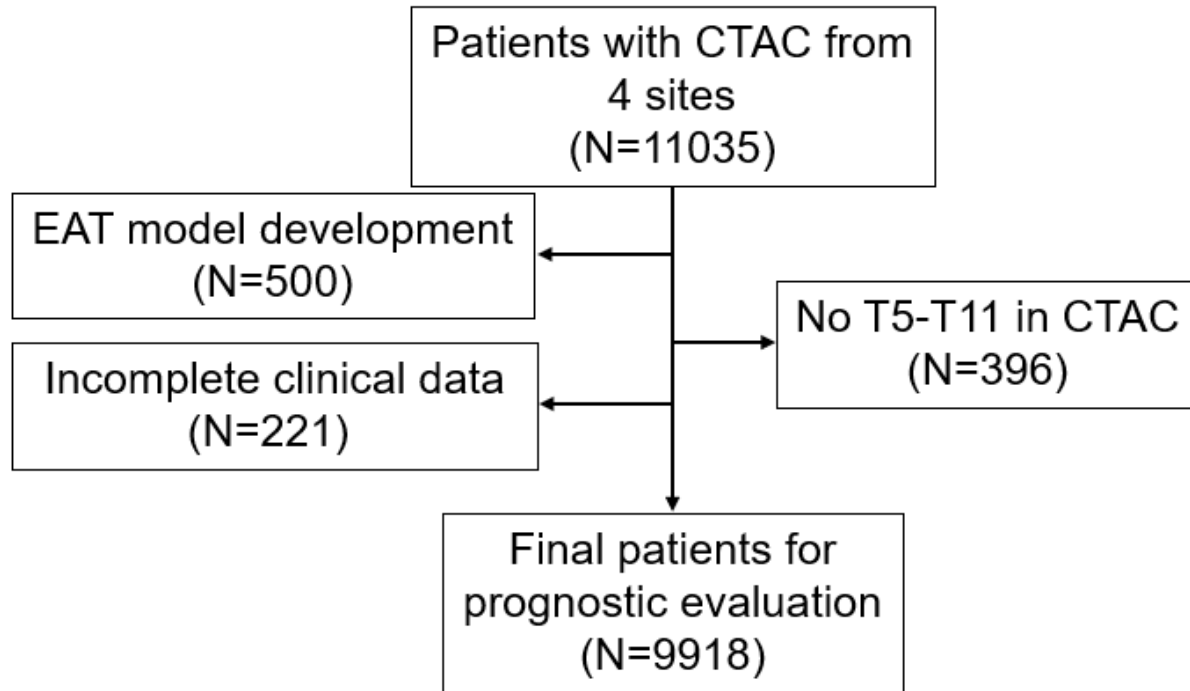 Patients with CTAC from
4 sites
(N=11035)
EAT model development
(N=500)
No T5-T11 in CTAC
(N=396)
Incomplete clinical data
(N=221)
Final patients for
prognostic evaluation
(N=9918)